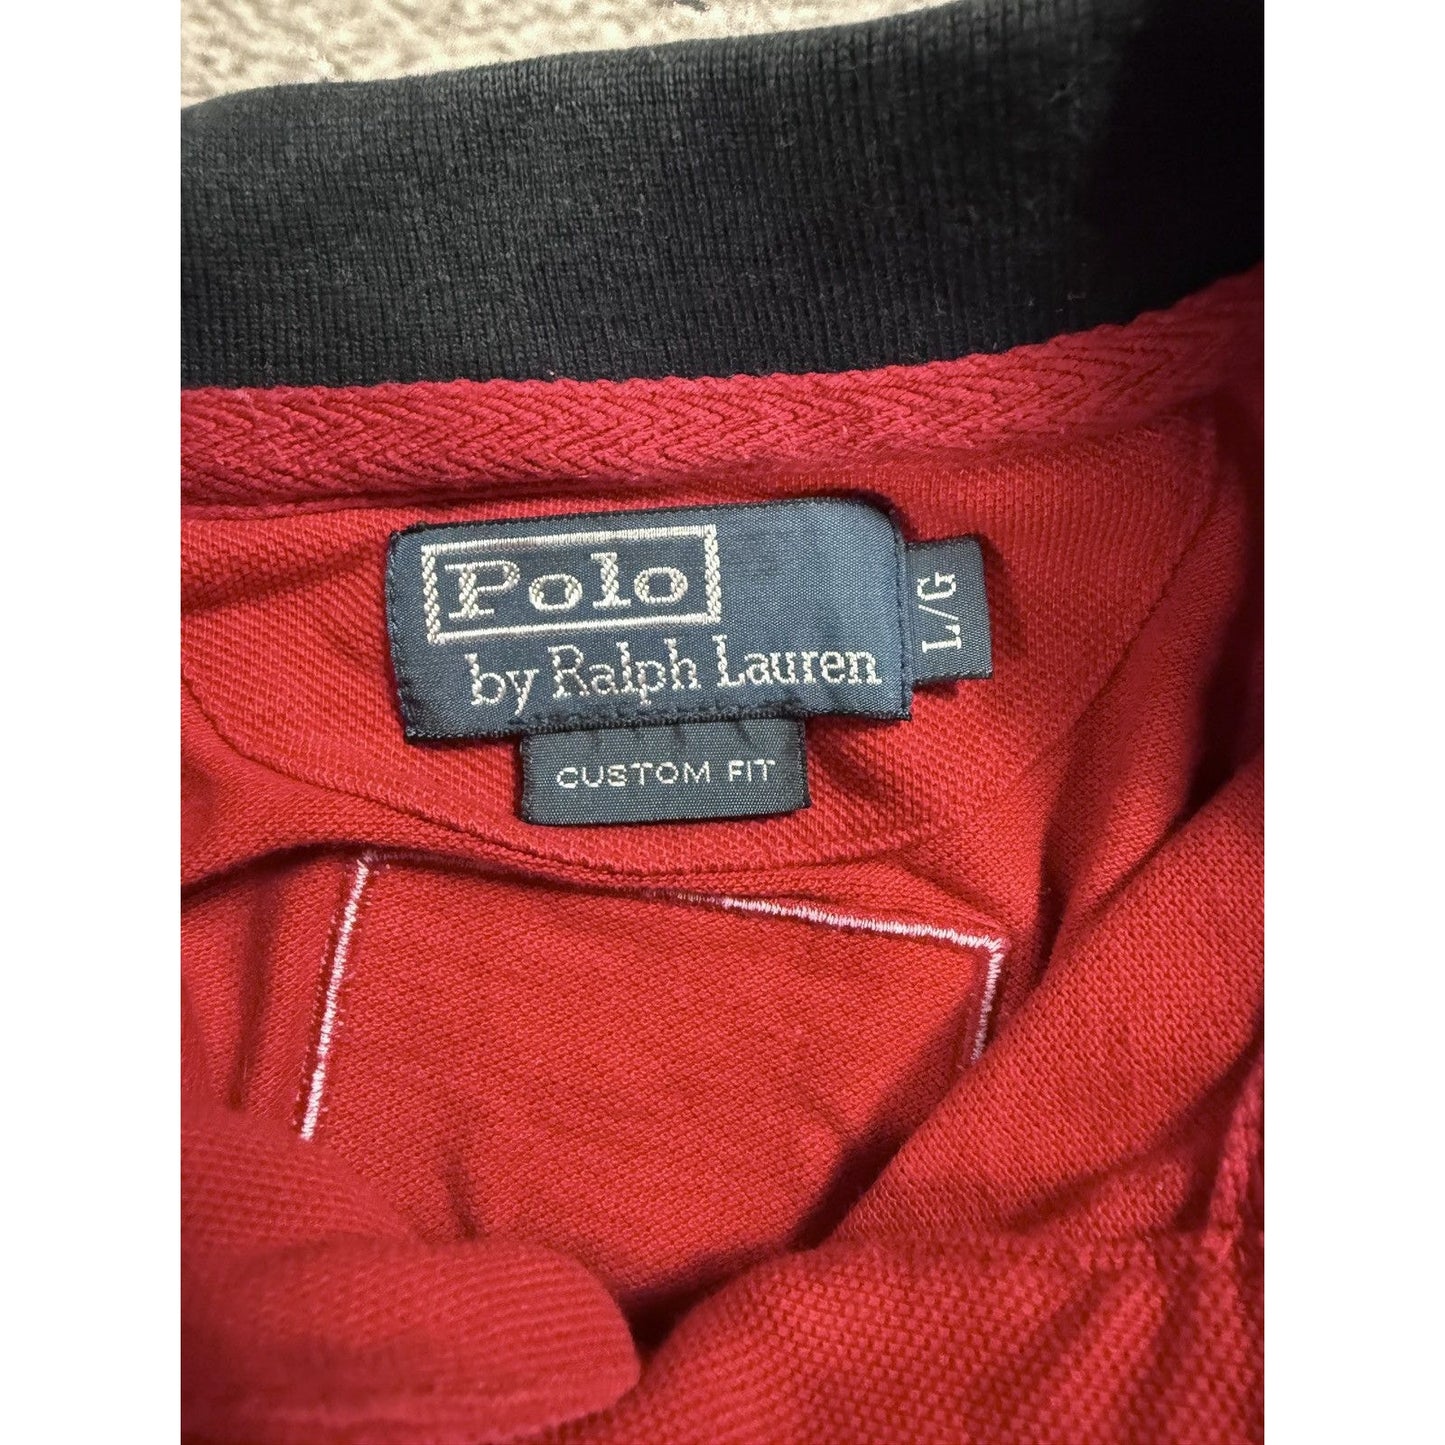 Polo
by Ralph Lauren
L/G
CUSTOM FIT